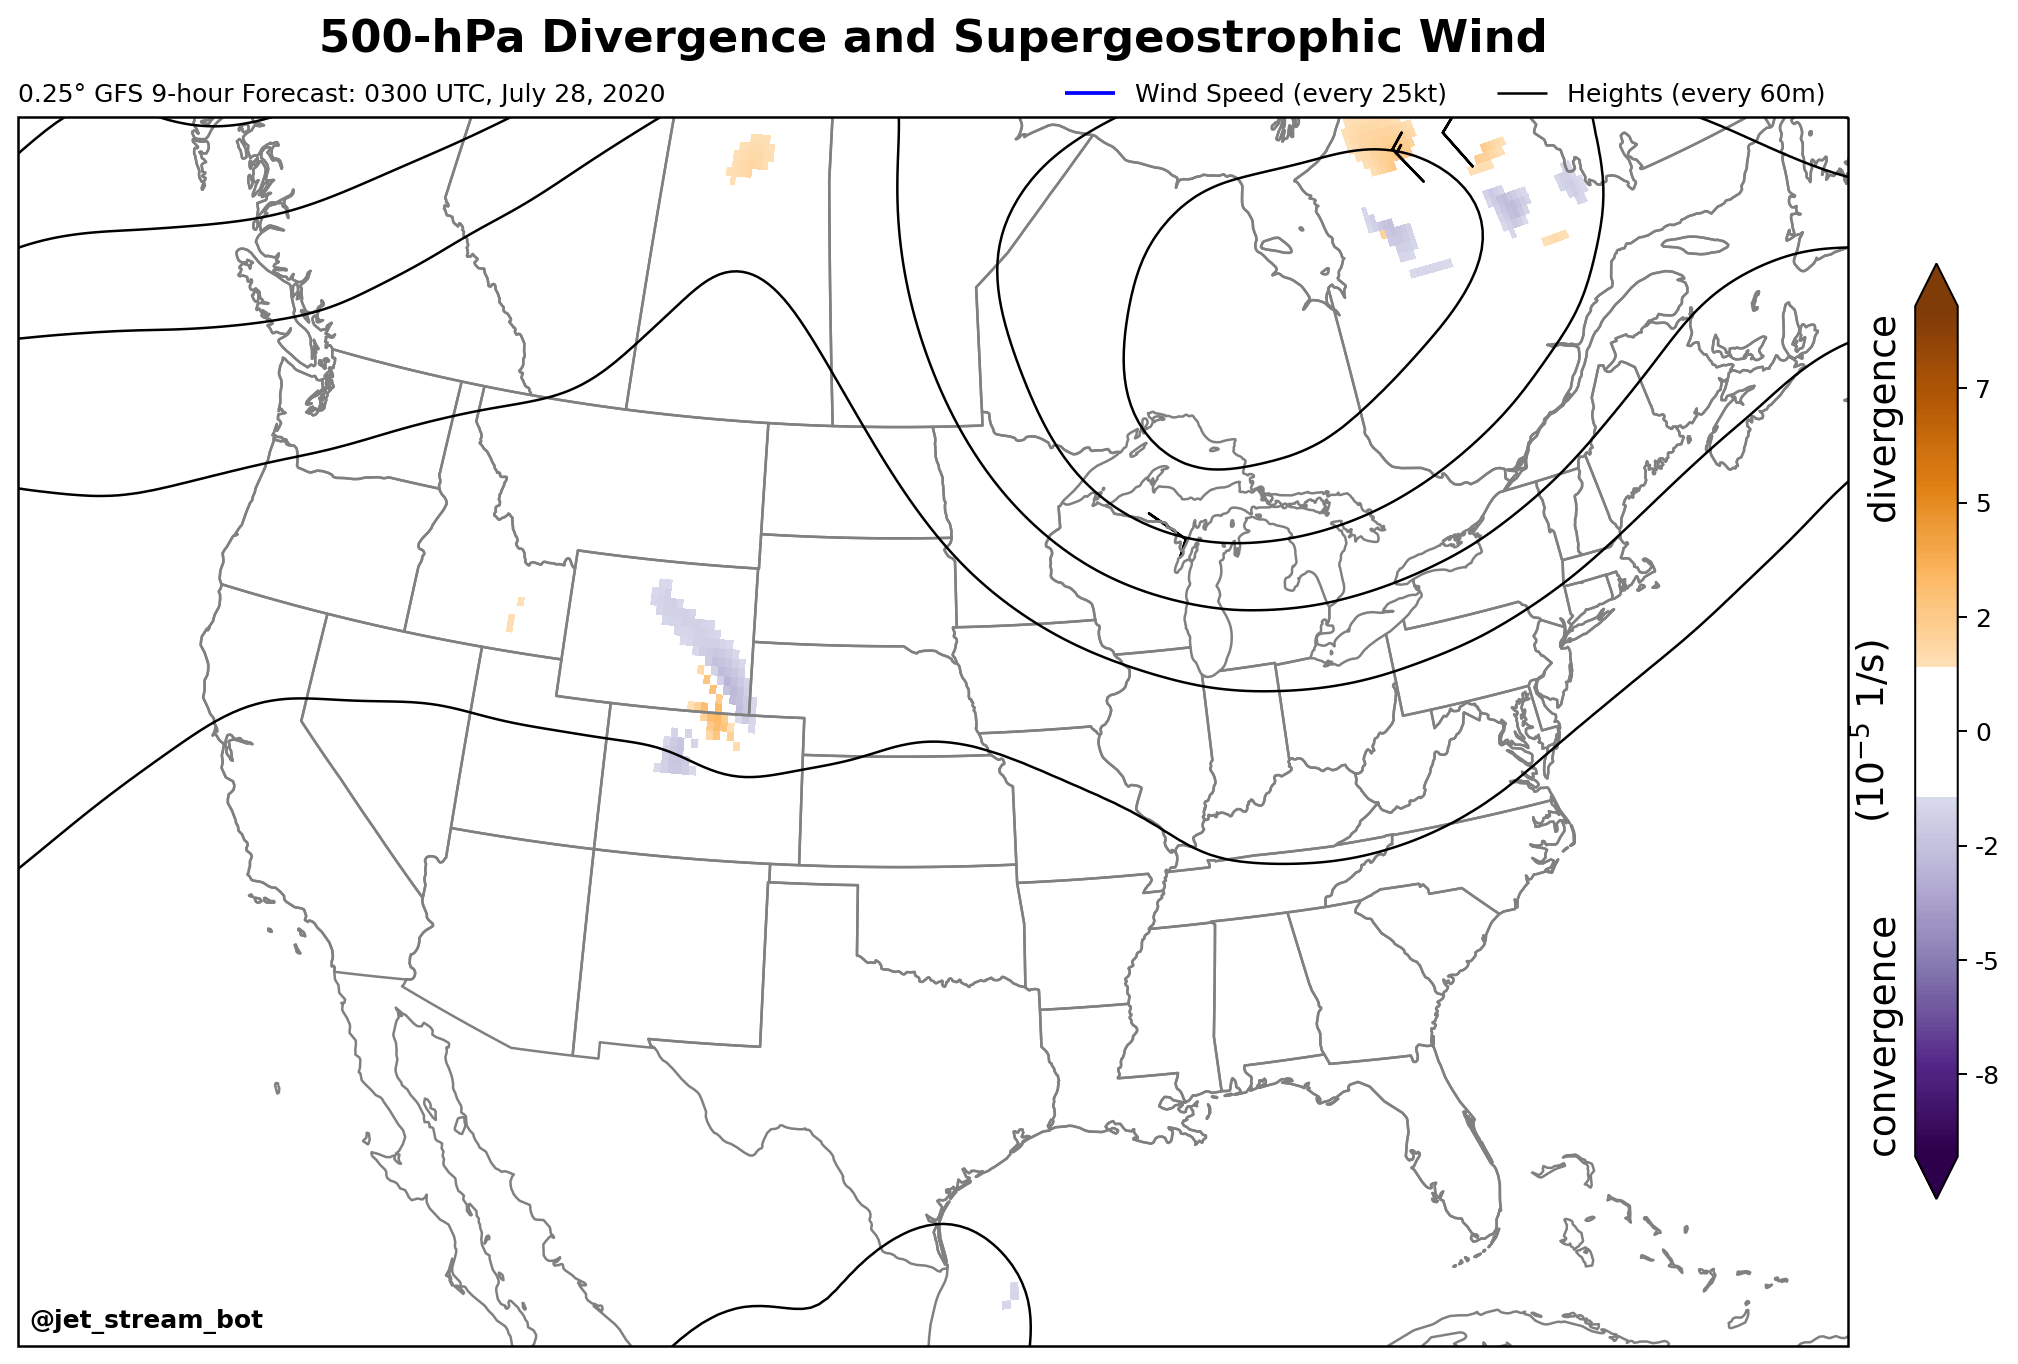 500-hPa Divergence and Supergeostrophic Wind
0.25° GFS 9-hour Forecast: 0300 UTC, July 28, 2020
Wind Speed (every 25kt)
Heights (every 60m)
divergence
(10⁻⁵ 1/s)
convergence
7
5
2
0
-2
-5
-8
@jet_stream_bot